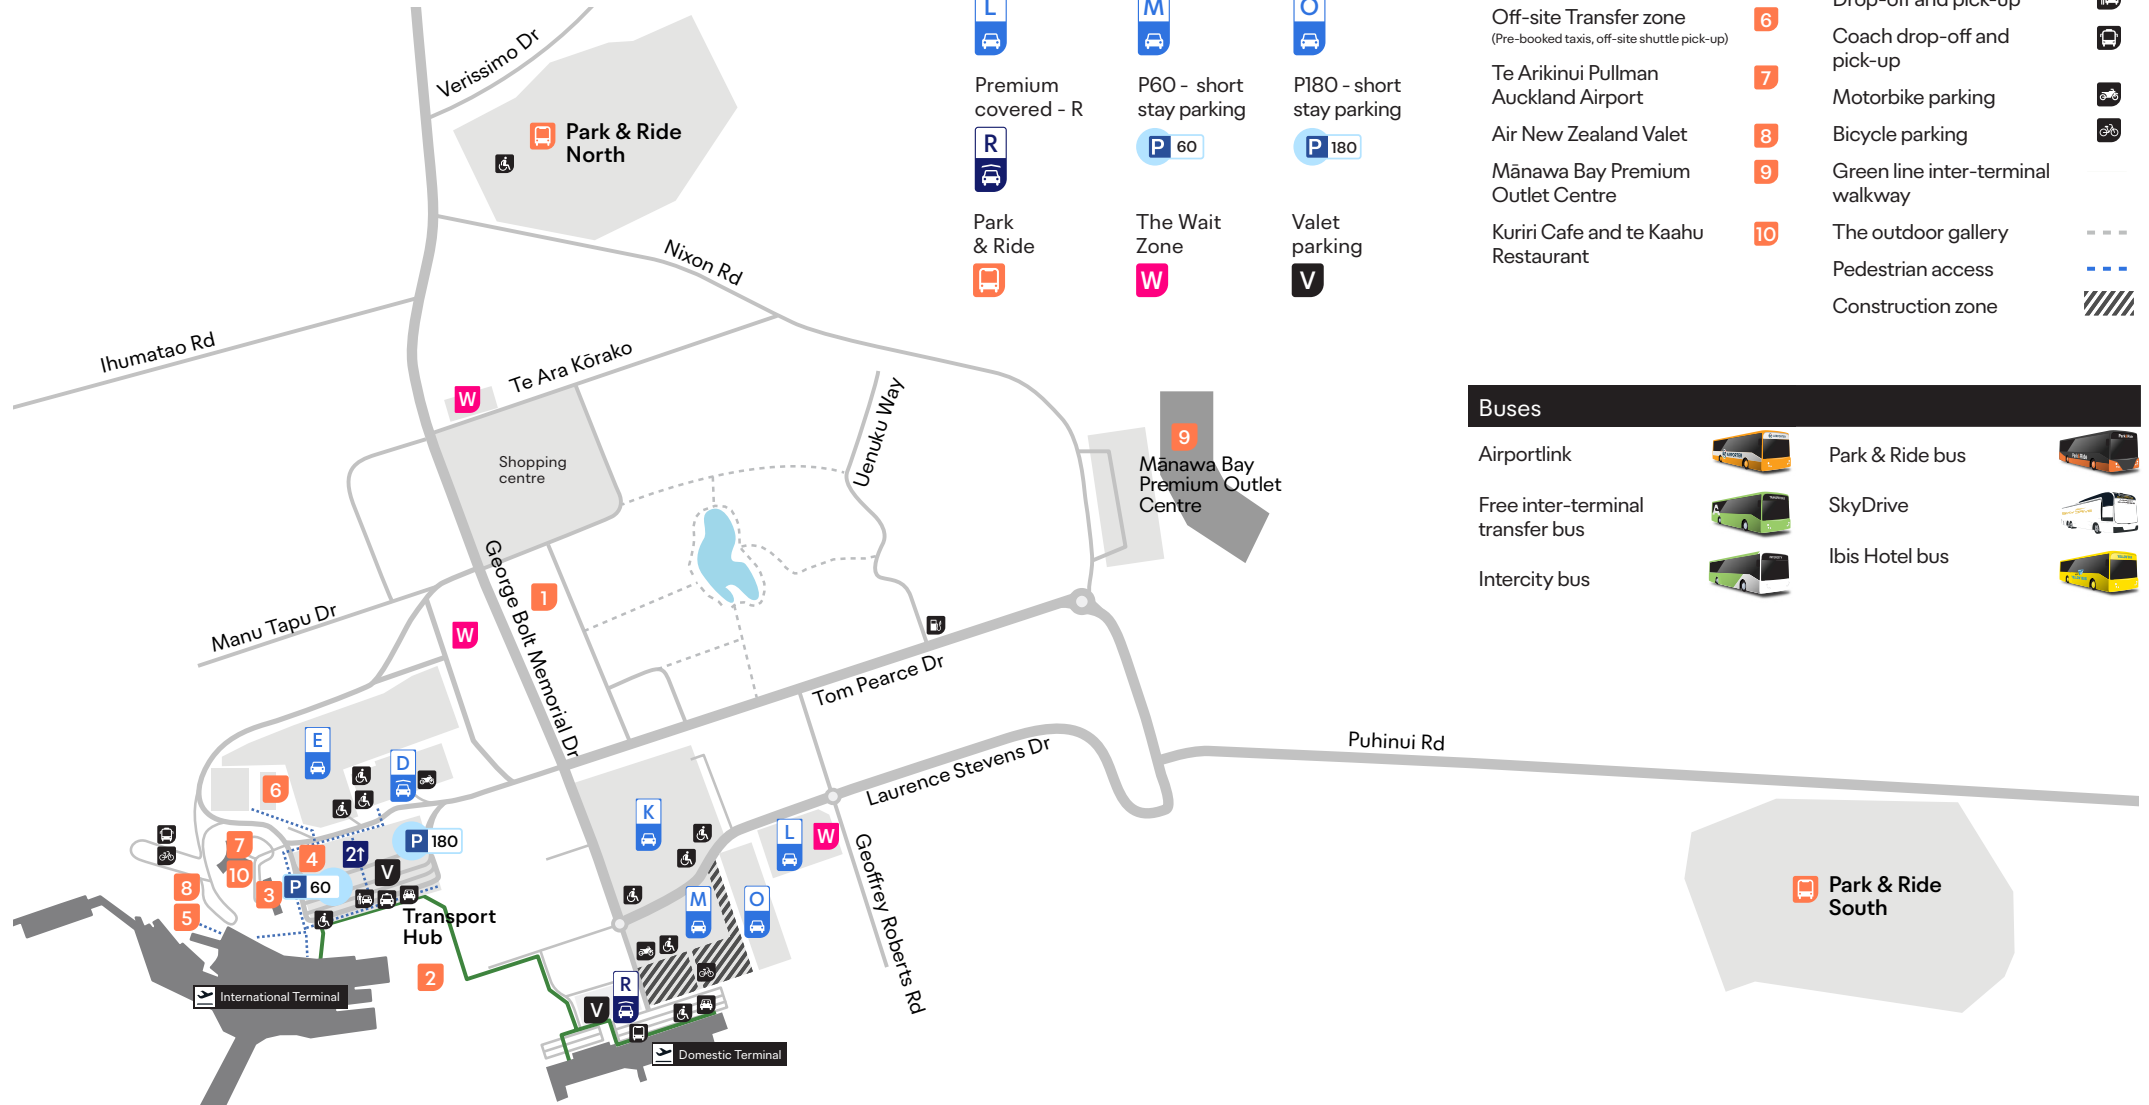 L
M
O
Premium
covered - R
R
P60 - short
stay parking
P 60
P180 - short
stay parking
P 180
Park
& Ride
The Wait
Zone
W
Valet
parking
V
Off-site Transfer zone
(Pre-booked taxis, off-site shuttle pick-up)
6
Te Arikinui Pullman
Auckland Airport
7
Air New Zealand Valet
8
Mānawa Bay Premium
Outlet Centre
9
Kuriri Cafe and te Kaahu
Restaurant
10
Drop-off and pick-up
Coach drop-off and
pick-up
Motorbike parking
Bicycle parking
Green line inter-terminal
walkway
The outdoor gallery
Pedestrian access
Construction zone
Buses
Airportlink
Free inter-terminal
transfer bus
Intercity bus
Park & Ride bus
SkyDrive
Ibis Hotel bus
Verissimo Dr
Park & Ride
North
Nixon Rd
Ihumatao Rd
Te Ara Kōrako
W
Shopping
centre
Uenuku Way
9
Mānawa Bay
Premium Outlet
Centre
George Bolt Memorial Dr
1
Manu Tapu Dr
W
Tom Pearce Dr
Puhinui Rd
Laurence Stevens Dr
E
D
6
K
L
W
7
4
2↑
P 180
10
V
8
3
P 60
5
M
O
Geoffrey Roberts Rd
Transport
Hub
2
Park & Ride
South
International Terminal
R
V
Domestic Terminal